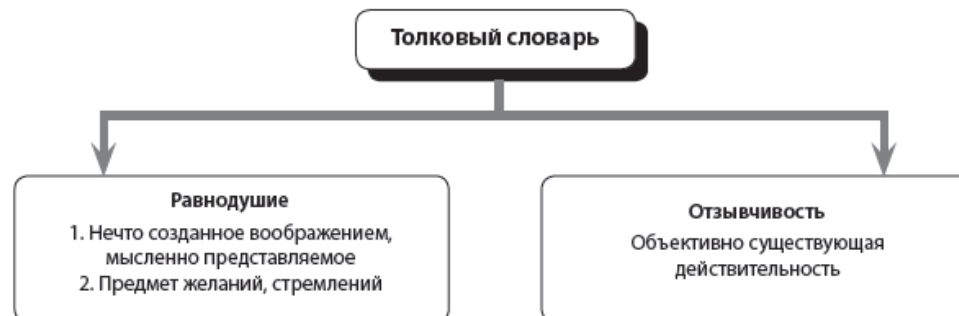 Толковый словарь
Равнодушие
1. Нечто созданное воображением,
мысленно представляемое
2. Предмет желаний, стремлений
Отзывчивость
Объективно существующая
действительность